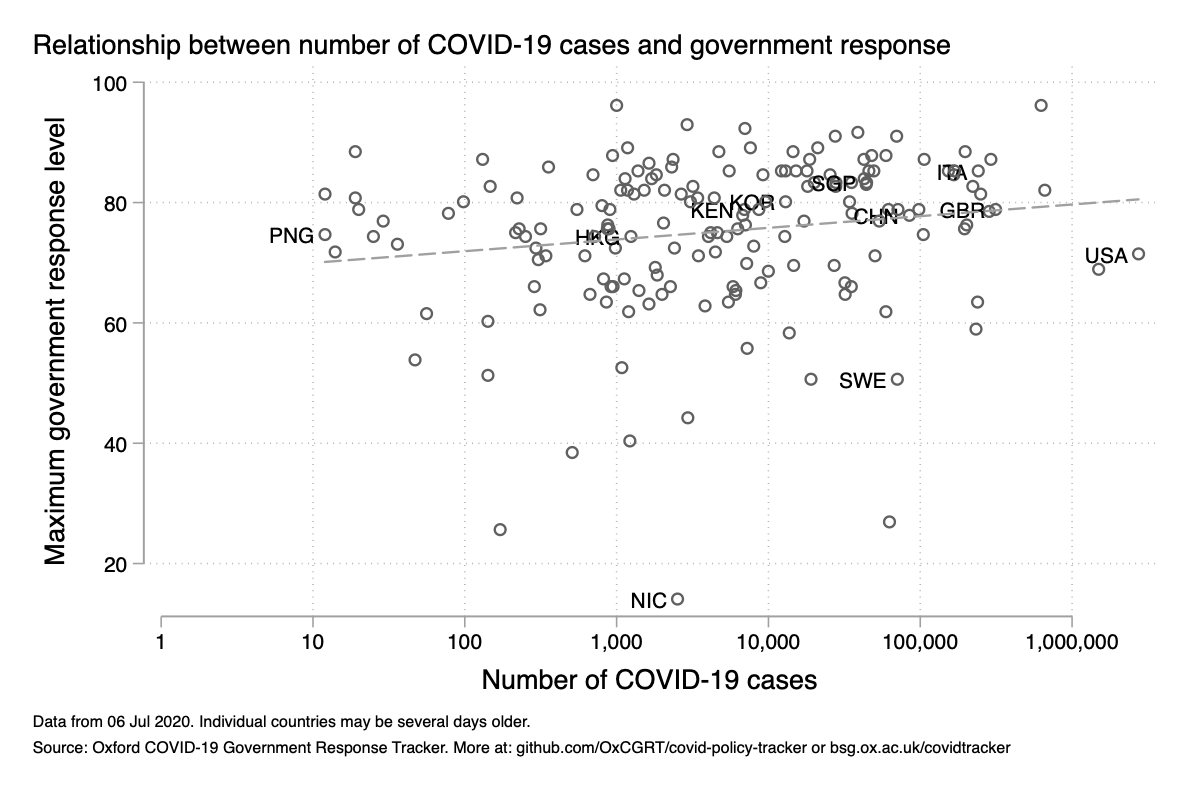 Relationship between number of COVID-19 cases and government response
Maximum government response level
100
80
60
40
20
PNG
HKG
KEN
KOR
SGP
CHN
ITA
GBR
USA
SWE
NIC
1
10
100
1,000
10,000
100,000
1,000,000
Number of COVID-19 cases
Data from 06 Jul 2020. Individual countries may be several days older.
Source: Oxford COVID-19 Government Response Tracker. More at: github.com/OxCGRT/covid-policy-tracker or bsg.ox.ac.uk/covidtracker